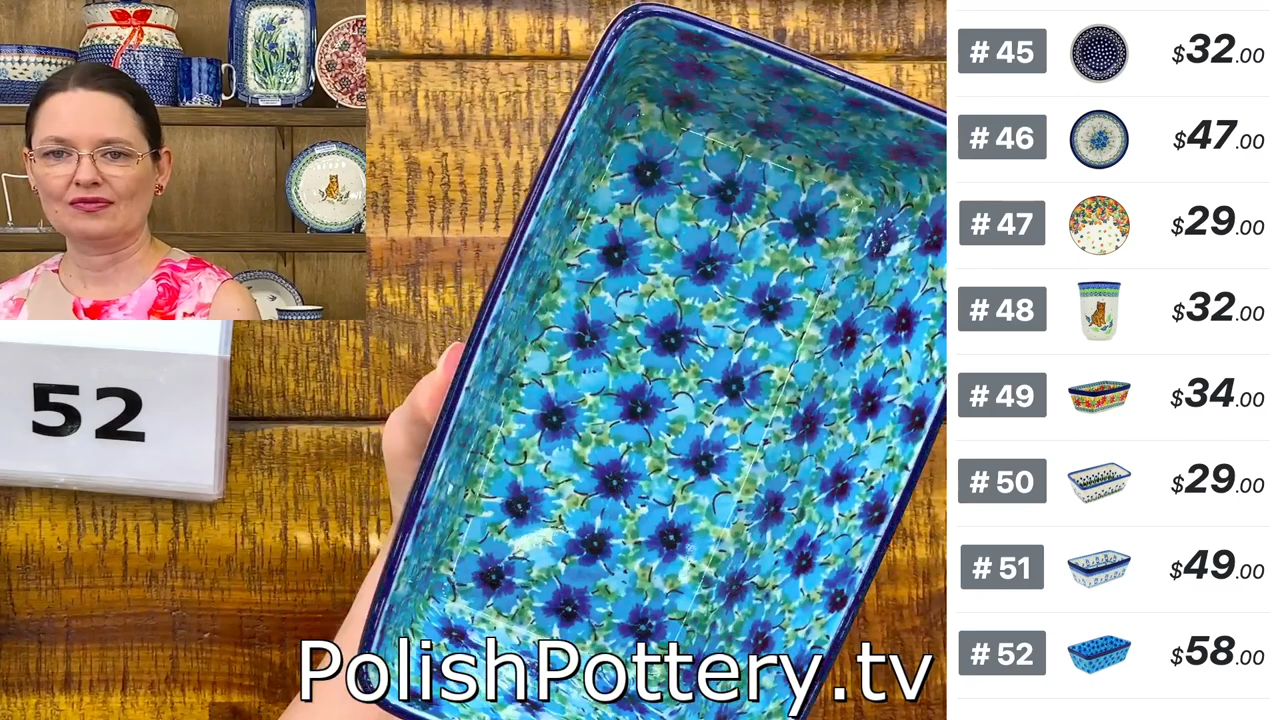 52
PolishPottery.tv
# 45 $32.00
# 46 $47.00
# 47 $29.00
# 48 $32.00
# 49 $34.00
# 50 $29.00
# 51 $49.00
# 52 $58.00